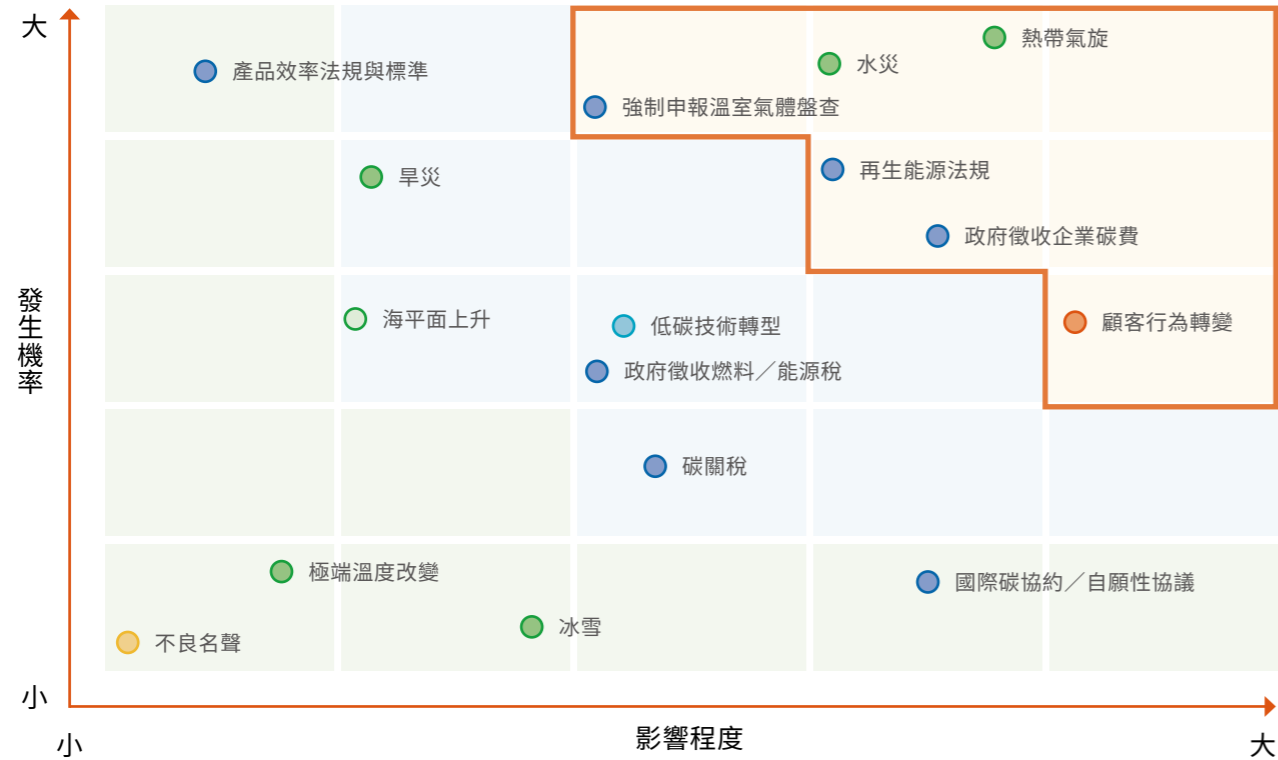 大
熱帶氣旋
水災
產品效率法規與標準
強制申報溫室氣體盤查
再生能源法規
旱災
政府徵收企業碳費
發生機率
海平面上升
低碳技術轉型
顧客行為轉變
政府徵收燃料／能源稅
碳關稅
極端溫度改變
國際碳協約／自願性協議
冰雪
不良名聲
小
小
影響程度
大